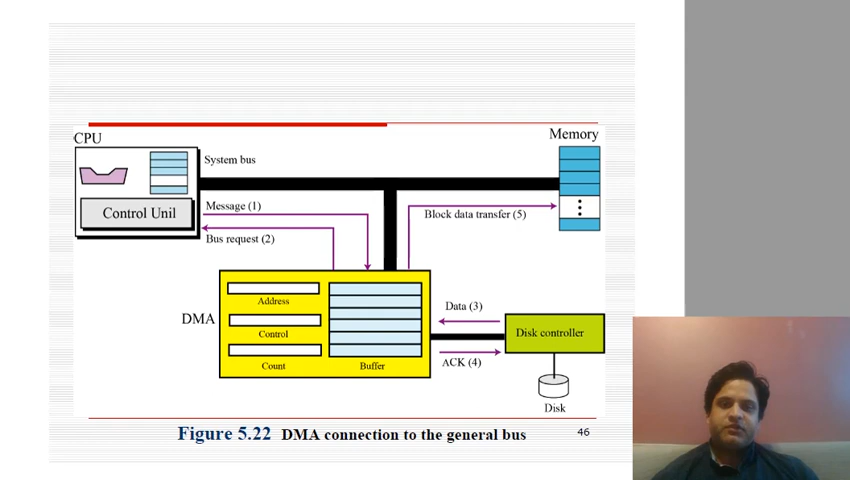 CPU
Memory
System bus
Control Unil
Message (1)
Bus request (2)
Block data transfer (5)
DMA
Address
Control
Count
Buffer
Data (3)
ACK (4)
Disk controller
Disk
Figure 5.22 DMA connection to the general bus
46